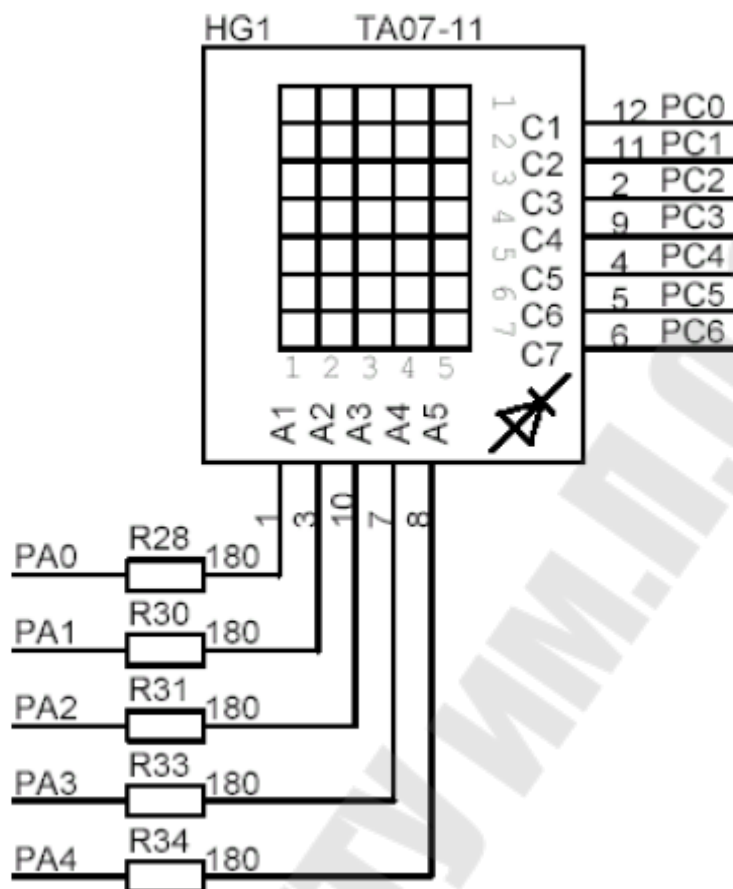 HG1 TA07-11
1 C1 12 PC0
2 C2 11 PC1
3 C3 2 PC2
4 C4 9 PC3
5 C5 4 PC4
6 C6 5 PC5
7 C7 6 PC6
1 2 3 4 5
A1 A2 A3 A4 A5
1 3 10 7 8
PA0 R28 180
PA1 R30 180
PA2 R31 180
PA3 R33 180
PA4 R34 180
ТУ ИМ.П.О